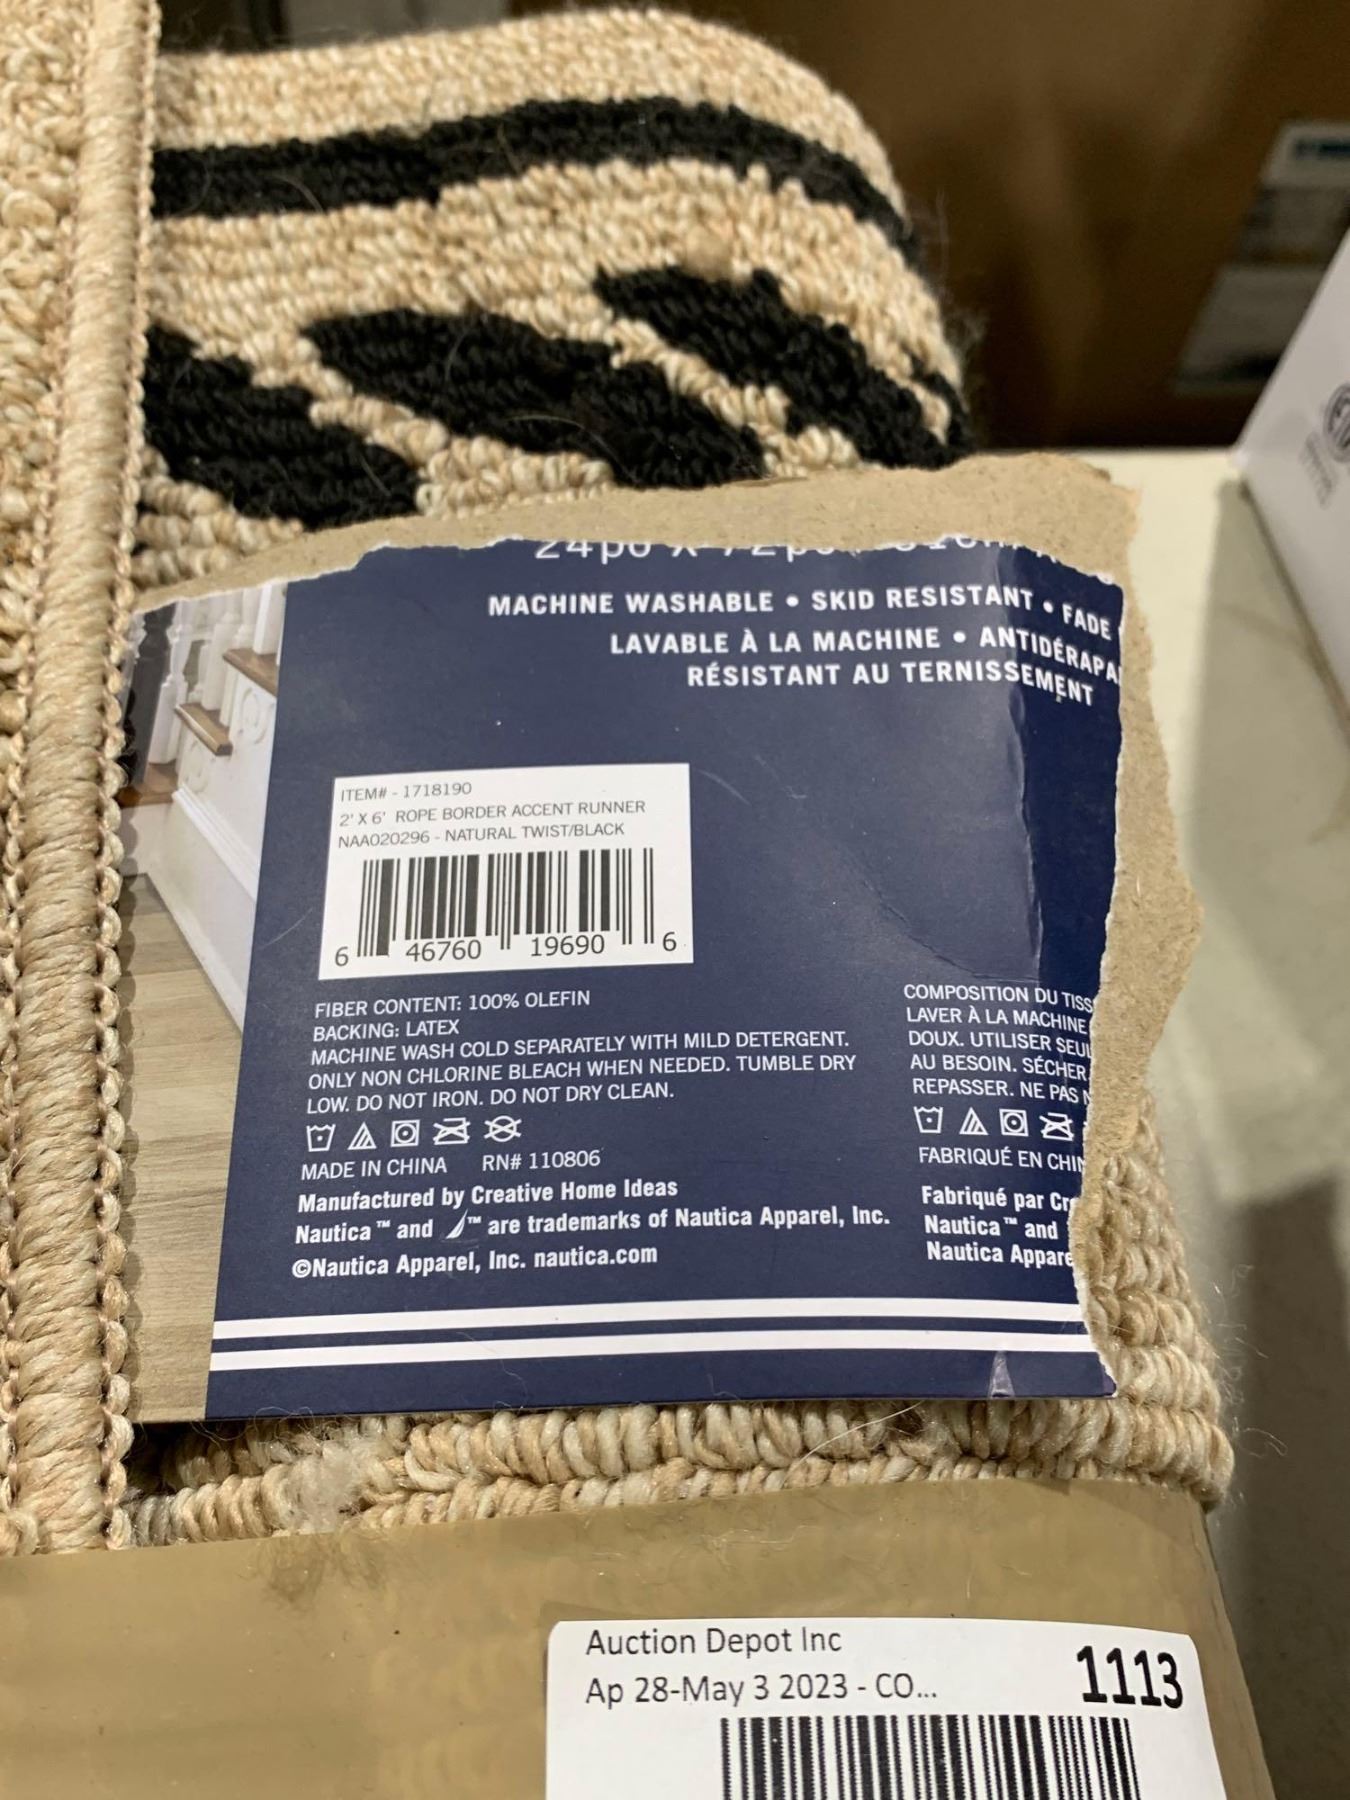 24po x 72po
MACHINE WASHABLE • SKID RESISTANT • FADE
LAVABLE À LA MACHINE • ANTIDÉRAPA
RÉSISTANT AU TERNISSEMENT
ITEM# - 1718190
2' X 6' ROPE BORDER ACCENT RUNNER
NAA020296 - NATURAL TWIST/BLACK
6 46760 19690 6
FIBER CONTENT: 100% OLEFIN
BACKING: LATEX
MACHINE WASH COLD SEPARATELY WITH MILD DETERGENT.
ONLY NON CHLORINE BLEACH WHEN NEEDED. TUMBLE DRY
LOW. DO NOT IRON. DO NOT DRY CLEAN.
MADE IN CHINA RN# 110806
Manufactured by Creative Home Ideas
Nautica™ and ™ are trademarks of Nautica Apparel, Inc.
©Nautica Apparel, Inc. nautica.com
COMPOSITION DU TISS
LAVER À LA MACHINE
DOUX. UTILISER SEUL
AU BESOIN. SÉCHER
REPASSER. NE PAS N
FABRIQUÉ EN CHIN
Fabriqué par Cre
Nautica™ and
Nautica Appare
Auction Depot Inc
Ap 28-May 3 2023 - CO...
1113